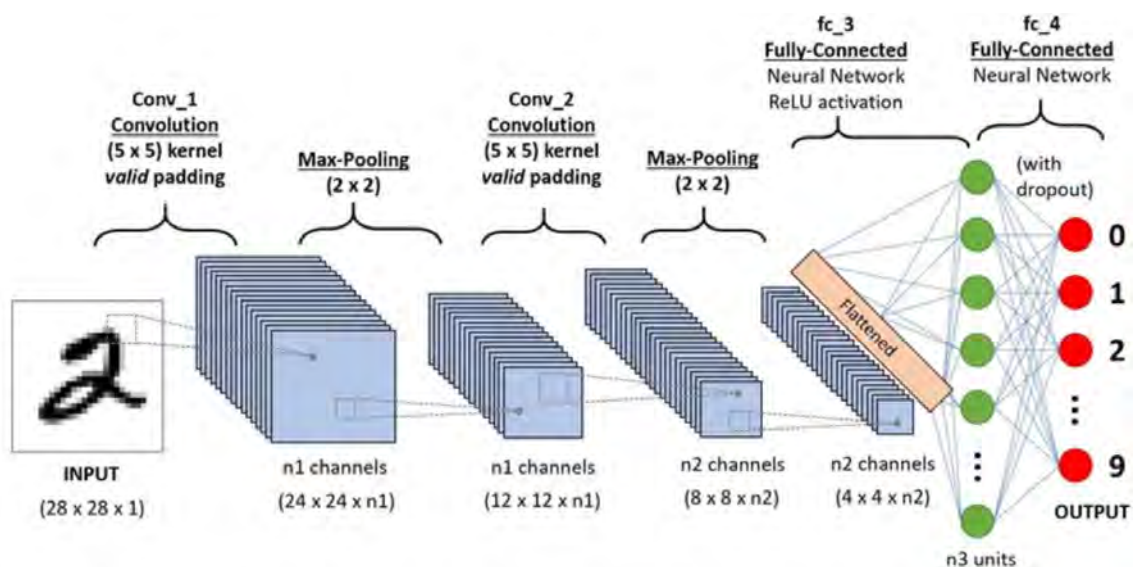 fc_3
Fully-Connected
Neural Network
ReLU activation
fc_4
Fully-Connected
Neural Network
Conv_1
Convolution
(5 x 5) kernel
valid padding
Max-Pooling
(2 x 2)
Conv_2
Convolution
(5 x 5) kernel
valid padding
Max-Pooling
(2 x 2)
(with
dropout)
Flattened
0
1
2
9
INPUT
(28 x 28 x 1)
n1 channels
(24 x 24 x n1)
n1 channels
(12 x 12 x n1)
n2 channels
(8 x 8 x n2)
n2 channels
(4 x 4 x n2)
n3 units
OUTPUT